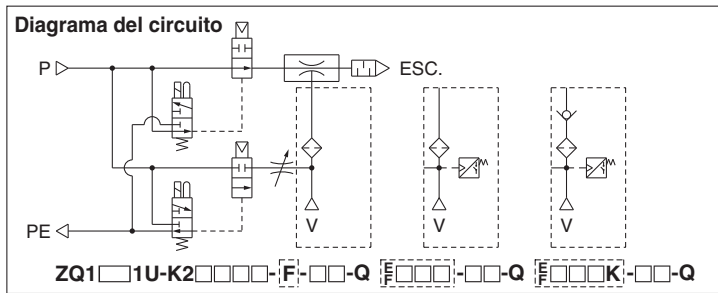 Diagrama del circuito
P
ESC.
PE
V
V
V
ZQ1□□1U-K2□□□□-F-□□-Q
E
F□□□-□□-Q
E
F□□□K-□□-Q